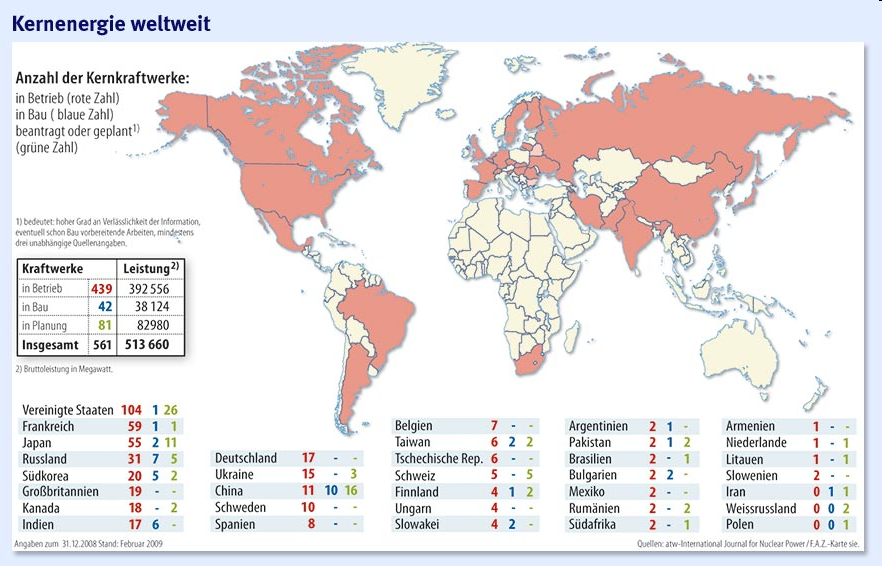 Kernenergie weltweit
Anzahl der Kernkraftwerke:
in Betrieb (rote Zahl)
in Bau ( blaue Zahl)
beantragt oder geplant1)
(grüne Zahl)
1) bedeutet: hoher Grad an Verlässlichkeit der Information,
eventuell schon Bau vorbereitende Arbeiten, mindestens
drei unabhängige Quellenangaben.
Kraftwerke Leistung2)
in Betrieb 439 392 556
in Bau 42 38 124
in Planung 81 82980
Insgesamt 561 513 660
2) Bruttoleistung in Megawatt.
Vereinigte Staaten 104 1 26
Frankreich 59 1 1
Japan 55 2 11
Russland 31 7 5
Südkorea 20 5 2
Großbritannien 19 - -
Kanada 18 - 2
Indien 17 6 -
Deutschland 17 - -
Ukraine 15 - 3
China 11 10 16
Schweden 10 - -
Spanien 8 - -
Belgien 7 - -
Taiwan 6 2 2
Tschechische Rep. 6 - -
Schweiz 5 - 5
Finnland 4 1 2
Ungarn 4 - -
Slowakei 4 2 -
Argentinien 2 1 -
Pakistan 2 1 2
Brasilien 2 - 1
Bulgarien 2 2 -
Mexiko 2 - -
Rumänien 2 - 2
Südafrika 2 - 1
Armenien 1 - -
Niederlande 1 - 1
Litauen 1 - 1
Slowenien 2 - -
Iran 0 1 1
Weissrussland 0 0 2
Polen 0 0 1
Angaben zum 31.12.2008 Stand: Februar 2009
Quellen: atw-International Journal for Nuclear Power / F.A.Z.-Karte sie.